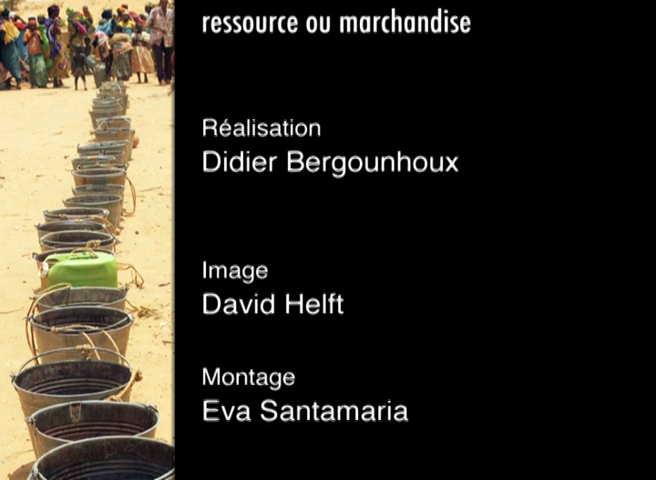 ressource ou marchandise
Réalisation
Didier Bergounhoux
Image
David Helft
Montage
Eva Santamaria